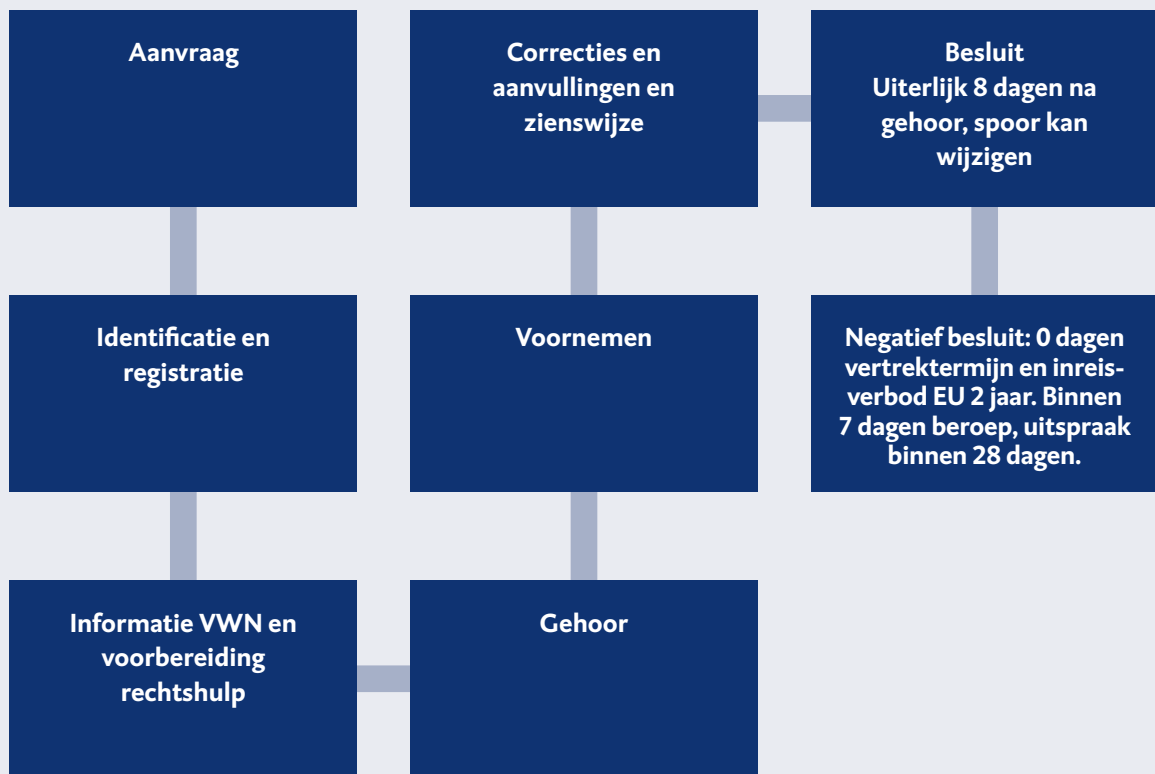 Aanvraag
Identificatie en
registratie
Informatie VWN en
voorbereiding
rechtshulp
Gehoor
Voornemen
Correcties en
aanvullingen en
zienswijze
Besluit
Uiterlijk 8 dagen na
gehoor, spoor kan
wijzigen
Negatief besluit: 0 dagen
vertrektermijn en inreis-
verbod EU 2 jaar. Binnen
7 dagen beroep, uitspraak
binnen 28 dagen.